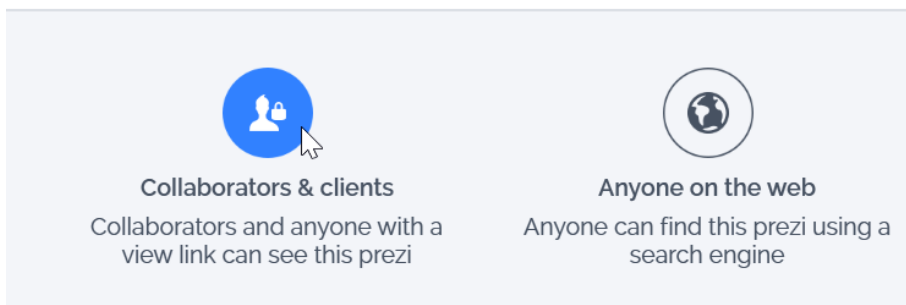 Collaborators & clients
Collaborators and anyone with a
view link can see this prezi
Anyone on the web
Anyone can find this prezi using a
search engine